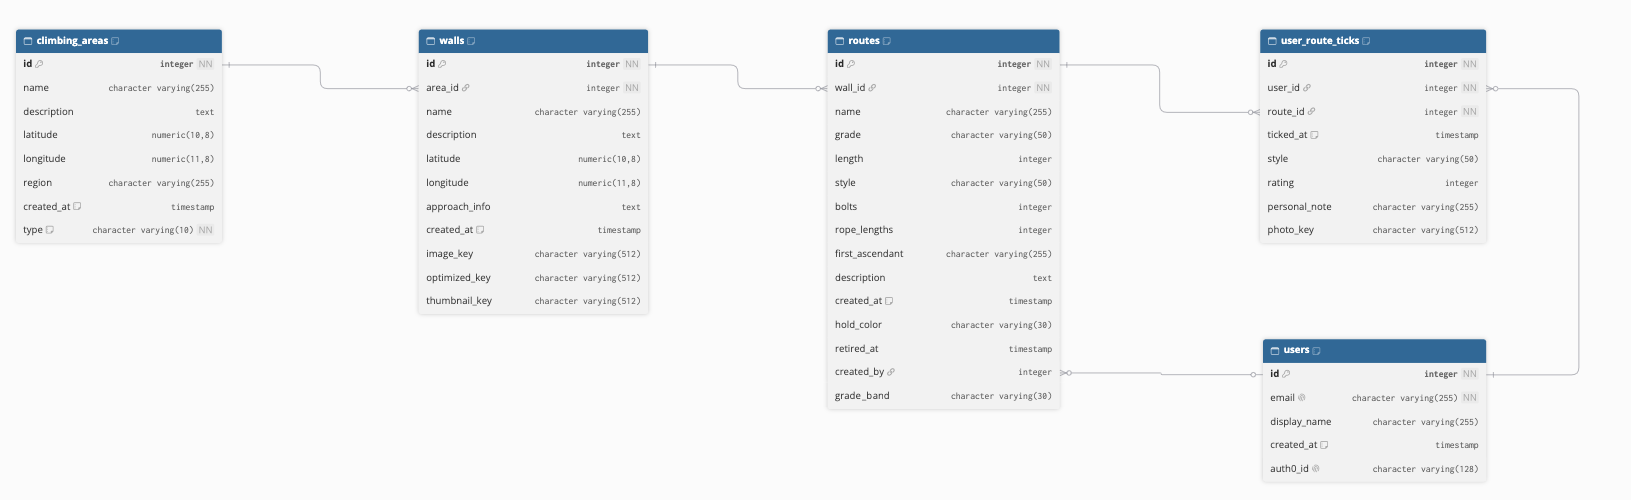 climbing_areas
id integer NN
name character varying(255)
description text
latitude numeric(10,8)
longitude numeric(11,8)
region character varying(255)
created_at timestamp
type character varying(10) NN
walls
id integer NN
area_id integer NN
name character varying(255)
description text
latitude numeric(10,8)
longitude numeric(11,8)
approach_info text
created_at timestamp
image_key character varying(512)
optimized_key character varying(512)
thumbnail_key character varying(512)
routes
id integer NN
wall_id integer NN
name character varying(255)
grade character varying(50)
length integer
style character varying(50)
bolts integer
rope_lengths integer
first_ascendant character varying(255)
description text
created_at timestamp
hold_color character varying(30)
retired_at timestamp
created_by integer
grade_band character varying(30)
user_route_ticks
id integer NN
user_id integer NN
route_id integer NN
ticked_at timestamp
style character varying(50)
rating integer
personal_note character varying(255)
photo_key character varying(512)
users
id integer NN
email character varying(255) NN
display_name character varying(255)
created_at timestamp
auth0_id character varying(128)